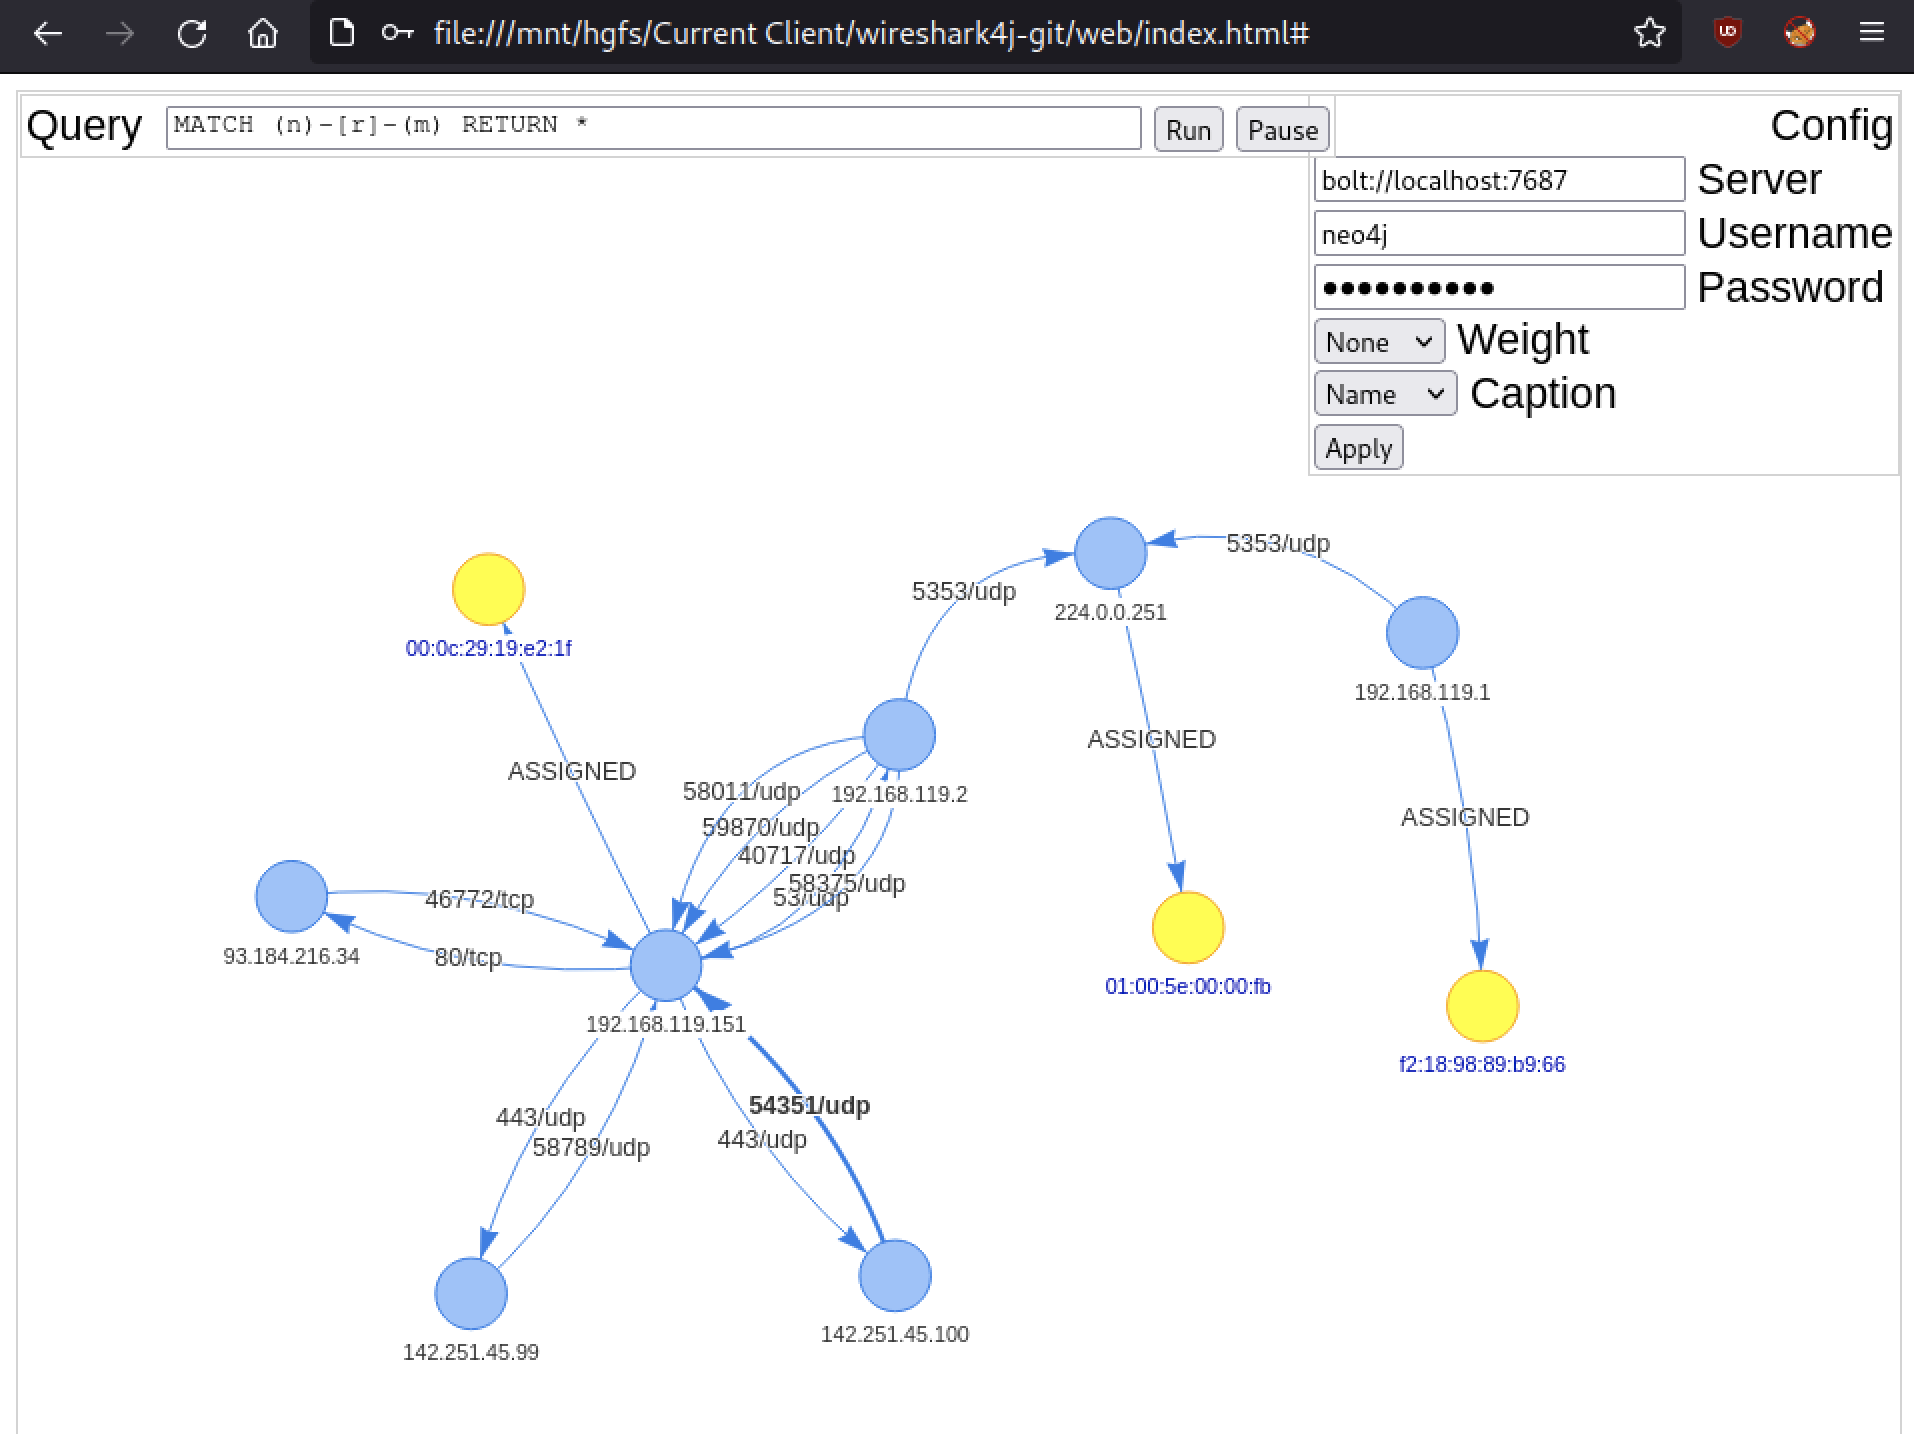 file:///mnt/hgfs/Current Client/wireshark4j-git/web/index.html#
Query MATCH (n)-[r]-(m) RETURN * Run Pause
Config
bolt://localhost:7687 Server
neo4j Username
●●●●●●●●●● Password
None Weight
Name Caption
Apply
5353/udp
5353/udp
224.0.0.251
00:0c:29:19:e2:1f
192.168.119.1
ASSIGNED
ASSIGNED
58011/udp
192.168.119.2
59870/udp
ASSIGNED
40717/udp
58375/udp
53/udp
46772/tcp
93.184.216.34
80/tcp
01:00:5e:00:00:fb
192.168.119.151
f2:18:98:89:b9:66
54351/udp
443/udp
443/udp
58789/udp
142.251.45.100
142.251.45.99